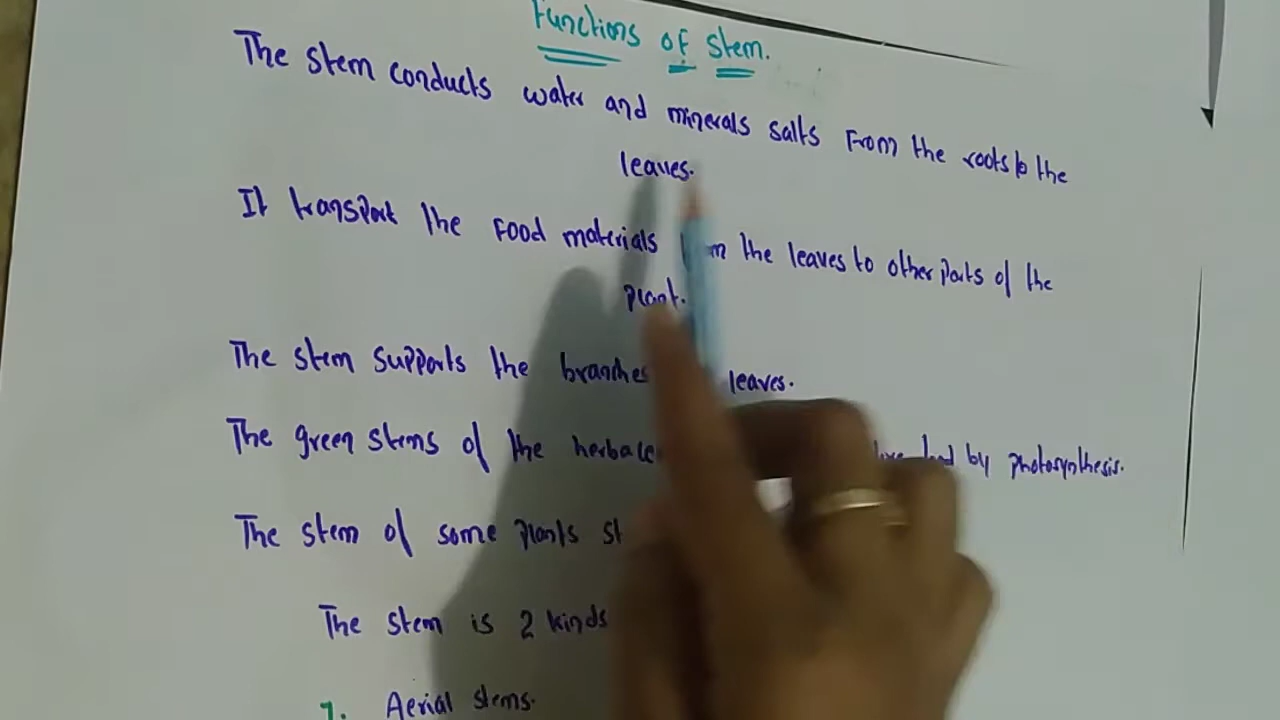 Functions of stem.
The stem conducts water and minerals salts From the roots to the
leaves.
It transport the Food materials the leaves to other parts of the
plant.
The stem supports the branches leaves.
The green stems of the by photosynthesis.
The stem of some plants
The stem is 2 kinds
1. Aerial stems.